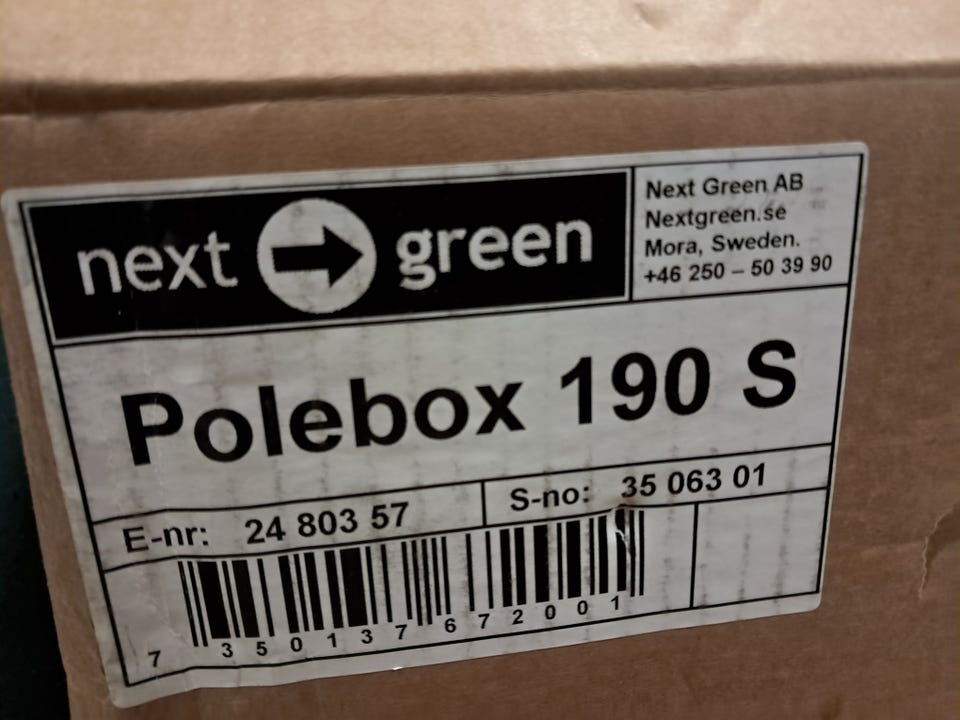 next → green
Next Green AB
Nextgreen.se
Mora, Sweden.
+46 250 – 50 39 90
Polebox 190 S
E-nr: 24 803 57
S-no: 35 063 01
7 350137 672001